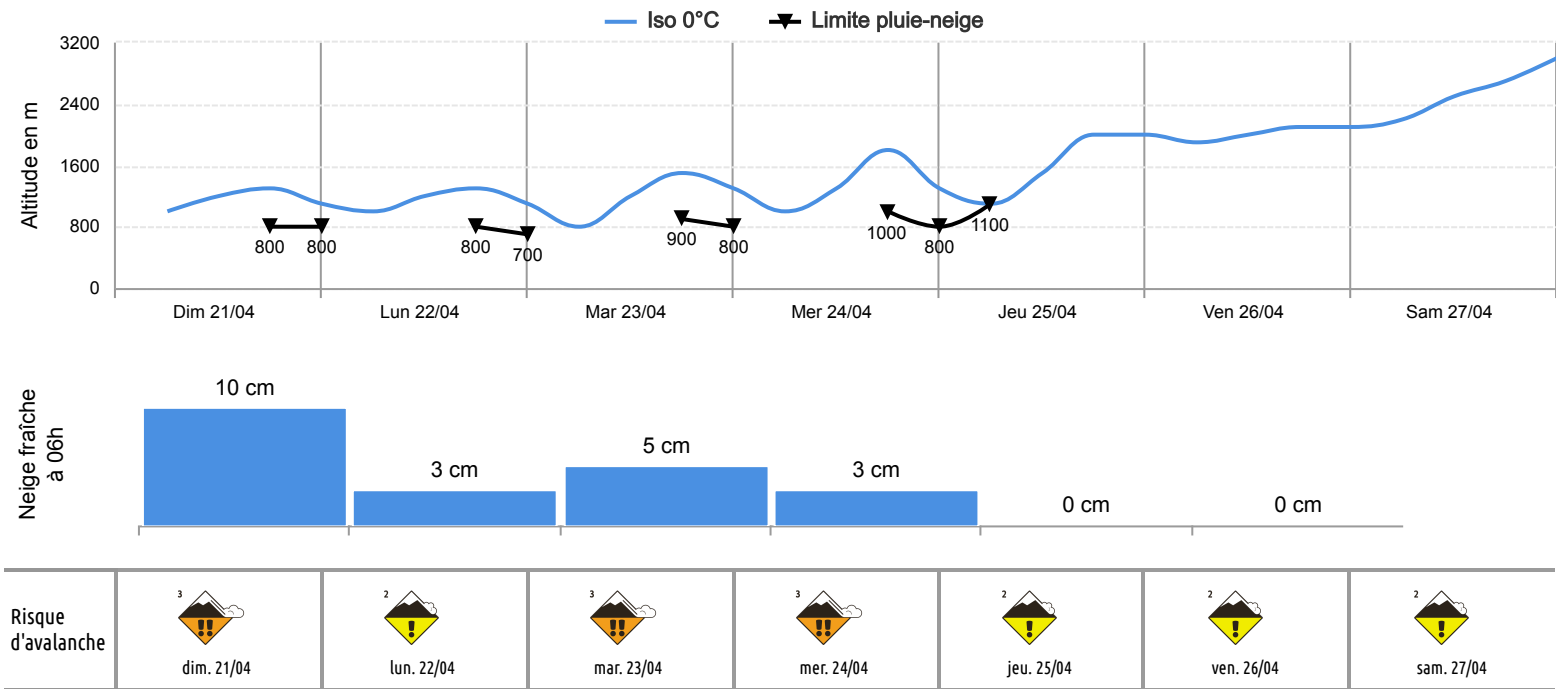 Iso 0°C Limite pluie-neige
Altitude en m
3200
2400
1600
800
0
800 800 800 700 900 800 1000 800 1100
Dim 21/04 Lun 22/04 Mar 23/04 Mer 24/04 Jeu 25/04 Ven 26/04 Sam 27/04
Neige fraîche
à 06h
10 cm 3 cm 5 cm 3 cm 0 cm 0 cm
Risque
d'avalanche
3 2 3 3 2 2 2
!! ! !! !! ! ! !
dim. 21/04 lun. 22/04 mar. 23/04 mer. 24/04 jeu. 25/04 ven. 26/04 sam. 27/04